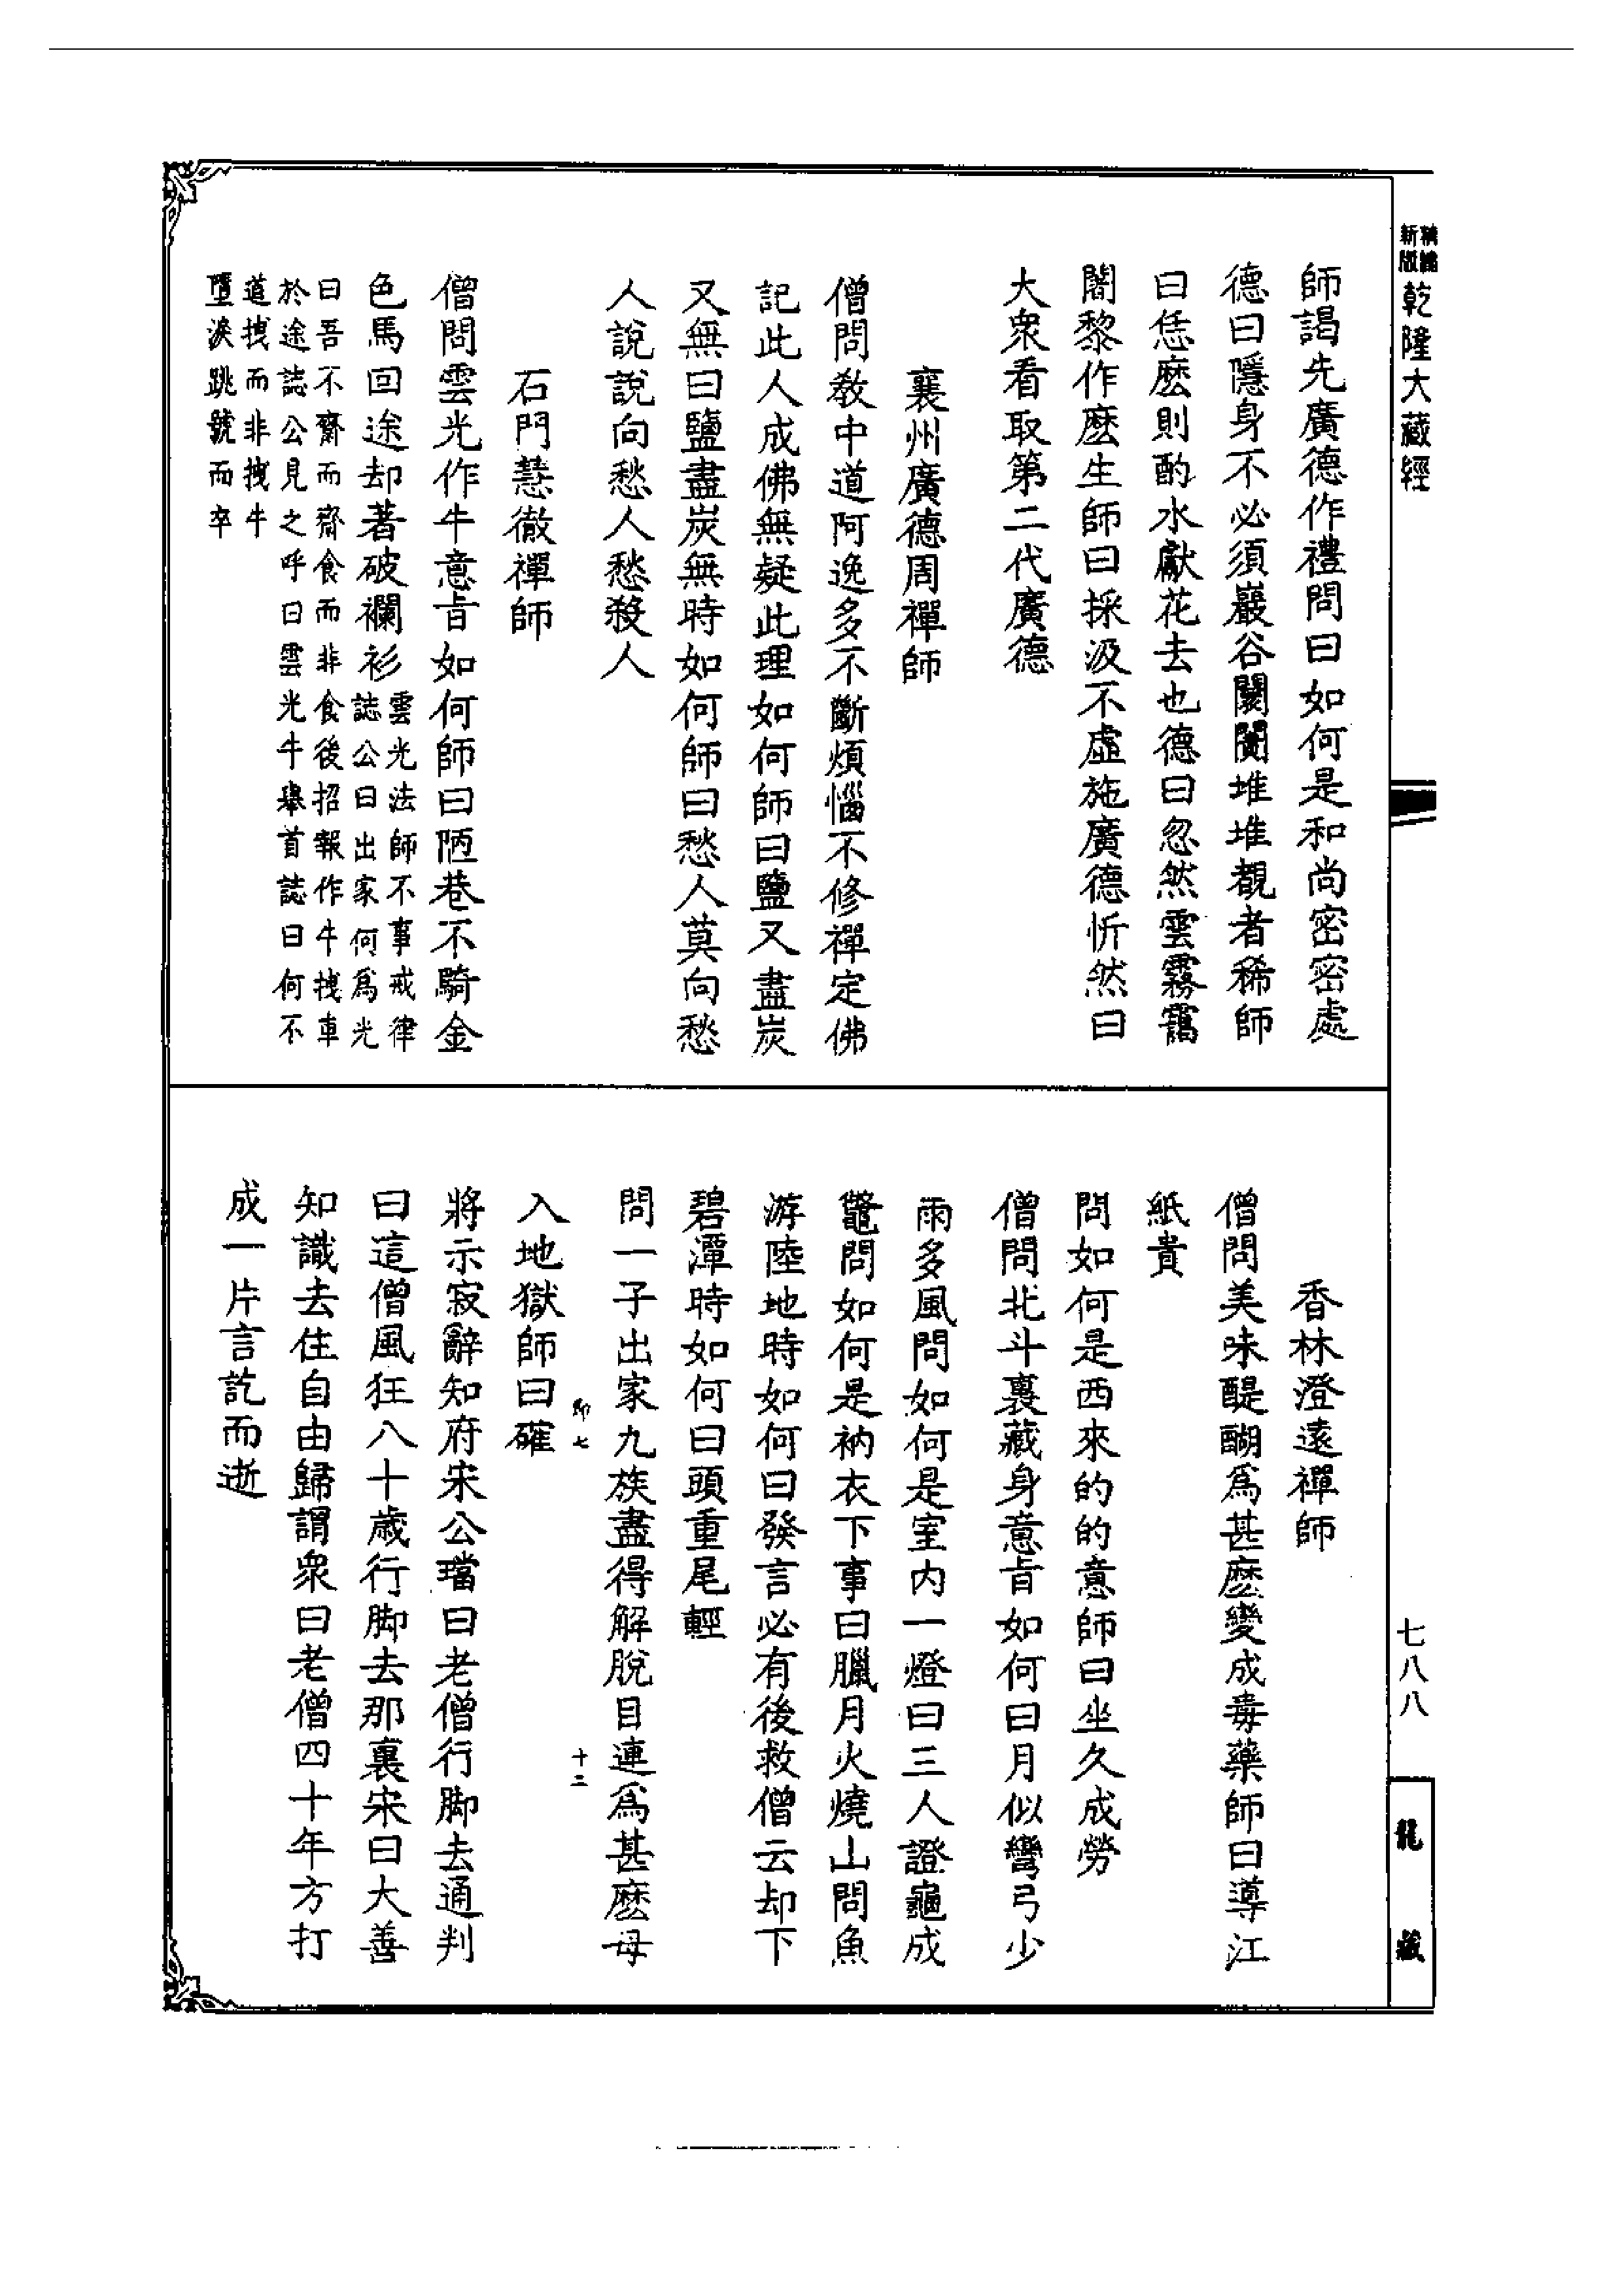 精讎
新版
乾隆大藏經
師謁先廣德作禮問曰如何是和尚密密處
德曰隱身不必須巖谷闤闠堆堆覩者稀師
曰恁麽則酌水獻花去也德曰忽然雲霧靄
闍黎作麽生師曰採汲不虛施廣德忻然曰
大衆看取第二代廣德
襄州廣德周禪師
僧問教中道阿逸多不斷煩惱不修禪定佛
記此人成佛無疑此理如何師曰鹽又盡炭
又無曰鹽盡炭無時如何師曰愁人莫向愁
人說說向愁人愁殺人
石門慧徹禪師
僧問雲光作牛意旨如何師曰陋巷不騎金
色馬回途却著破襴衫
雲光法師不事戒律
誌公曰出家何爲光
曰吾不齋而齋食而非食後招報作牛拽車
於途誌公見之呼曰雲光牛舉首誌曰何不
道拽而非拽牛
墮淚跳號而卒
香林澄遠禪師
僧問美味醍醐爲甚麽變成毒藥師曰導江
紙貴
問如何是西來的的意師曰坐久成勞
僧問北斗裏藏身意旨如何曰月似彎弓少
雨多風問如何是室内一燈曰三人證龜成
鼈問如何是衲衣下事曰臘月火燒山問魚
游陸地時如何曰發言必有後救僧云却下
碧潭時如何曰頭重尾輕
問一子出家九族盡得解脫目連爲甚麽母
即七
十二
入地獄師曰確
將示寂辭知府宋公璫曰老僧行脚去通判
曰這僧風狂八十歲行脚去那裏宋曰大善
知識去住自由歸謂衆曰老僧四十年方打
成一片言訖而逝
七八八
龍藏